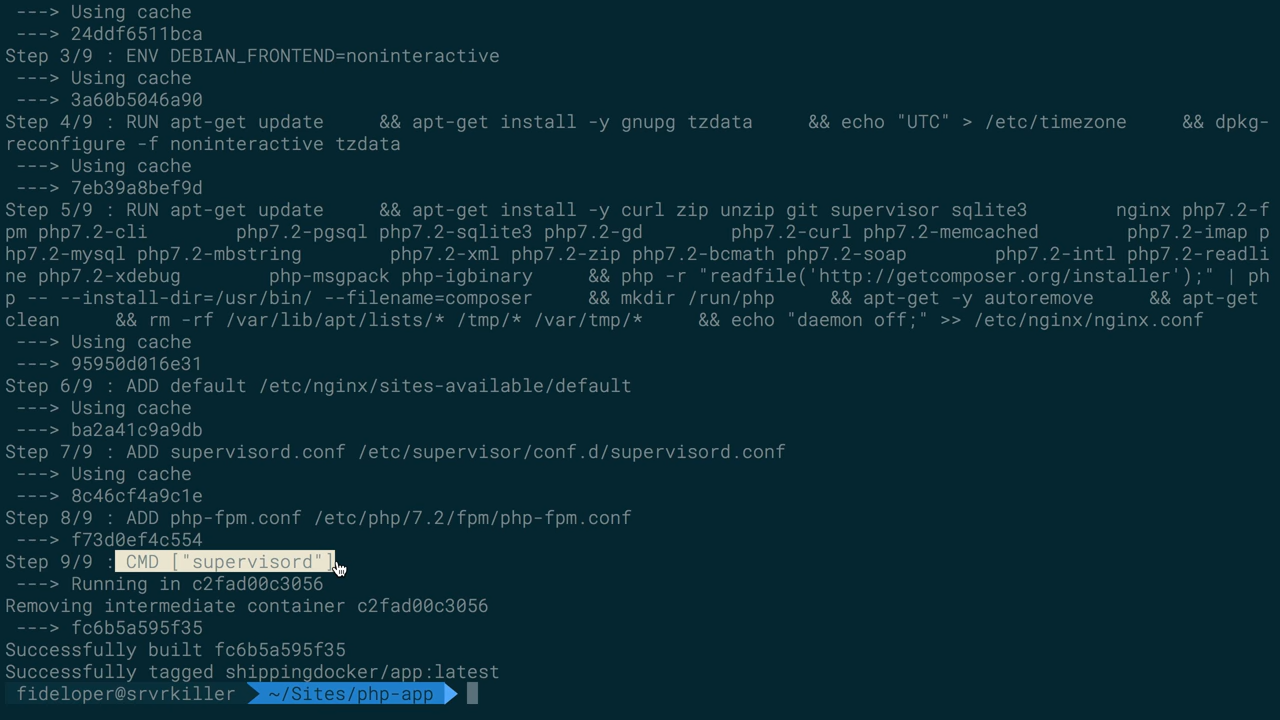 ---> Using cache
 ---> 24ddf6511bca
Step 3/9 : ENV DEBIAN_FRONTEND=noninteractive
 ---> Using cache
 ---> 3a60b5046a90
Step 4/9 : RUN apt-get update     && apt-get install -y gnupg tzdata     && echo "UTC" > /etc/timezone     && dpkg-
reconfigure -f noninteractive tzdata
 ---> Using cache
 ---> 7eb39a8bef9d
Step 5/9 : RUN apt-get update     && apt-get install -y curl zip unzip git supervisor sqlite3        nginx php7.2-f
pm php7.2-cli        php7.2-pgsql php7.2-sqlite3 php7.2-gd        php7.2-curl php7.2-memcached        php7.2-imap p
hp7.2-mysql php7.2-mbstring        php7.2-xml php7.2-zip php7.2-bcmath php7.2-soap        php7.2-intl php7.2-readli
ne php7.2-xdebug        php-msgpack php-igbinary     && php -r "readfile('http://getcomposer.org/installer');" | ph
p -- --install-dir=/usr/bin/ --filename=composer     && mkdir /run/php     && apt-get -y autoremove     && apt-get
clean     && rm -rf /var/lib/apt/lists/* /tmp/* /var/tmp/*     && echo "daemon off;" >> /etc/nginx/nginx.conf
 ---> Using cache
 ---> 95950d016e31
Step 6/9 : ADD default /etc/nginx/sites-available/default
 ---> Using cache
 ---> ba2a41c9a9db
Step 7/9 : ADD supervisord.conf /etc/supervisor/conf.d/supervisord.conf
 ---> Using cache
 ---> 8c46cf4a9c1e
Step 8/9 : ADD php-fpm.conf /etc/php/7.2/fpm/php-fpm.conf
 ---> f73d0ef4c554
Step 9/9 : CMD ["supervisord"]
 ---> Running in c2fad00c3056
Removing intermediate container c2fad00c3056
 ---> fc6b5a595f35
Successfully built fc6b5a595f35
Successfully tagged shippingdocker/app:latest
fideloper@srvrkiller ~/Sites/php-app